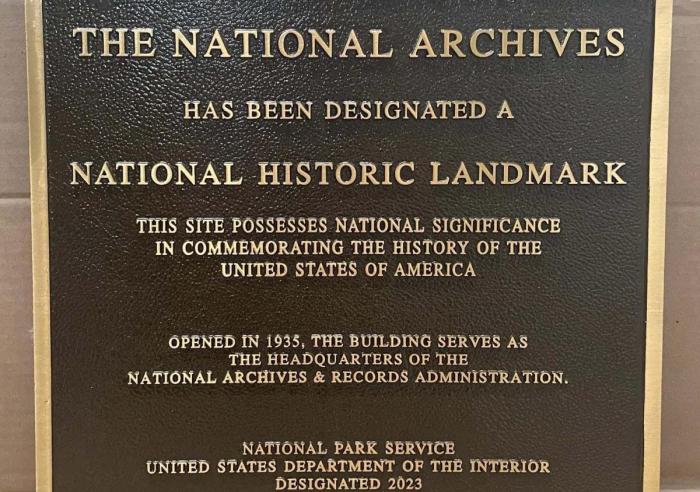 THE NATIONAL ARCHIVES
HAS BEEN DESIGNATED A
NATIONAL HISTORIC LANDMARK
THIS SITE POSSESSES NATIONAL SIGNIFICANCE
IN COMMEMORATING THE HISTORY OF THE
UNITED STATES OF AMERICA
OPENED IN 1935, THE BUILDING SERVES AS
THE HEADQUARTERS OF THE
NATIONAL ARCHIVES & RECORDS ADMINISTRATION.
NATIONAL PARK SERVICE
UNITED STATES DEPARTMENT OF THE INTERIOR
DESIGNATED 2023